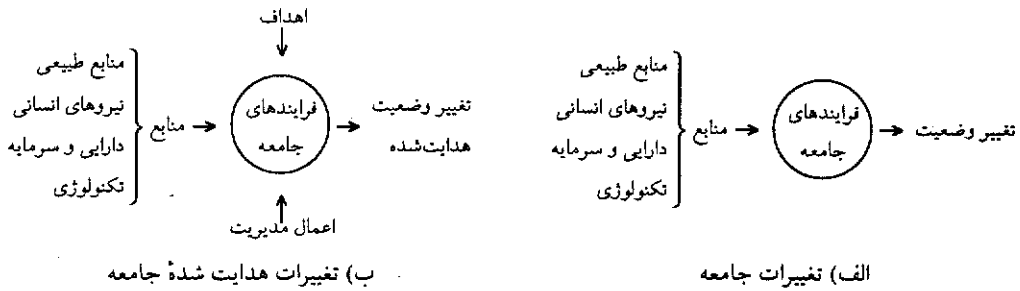 منابع طبیعی
نیروهای انسانی
دارایی و سرمایه
تکنولوژی
منابع
فرایندهای
جامعه
تغییر وضعیت
الف) تغییرات جامعه
اهداف
منابع طبیعی
نیروهای انسانی
دارایی و سرمایه
تکنولوژی
منابع
فرایندهای
جامعه
تغییر وضعیت
هدایت‌شده
اعمال مدیریت
ب) تغییرات هدایت شدهٔ جامعه